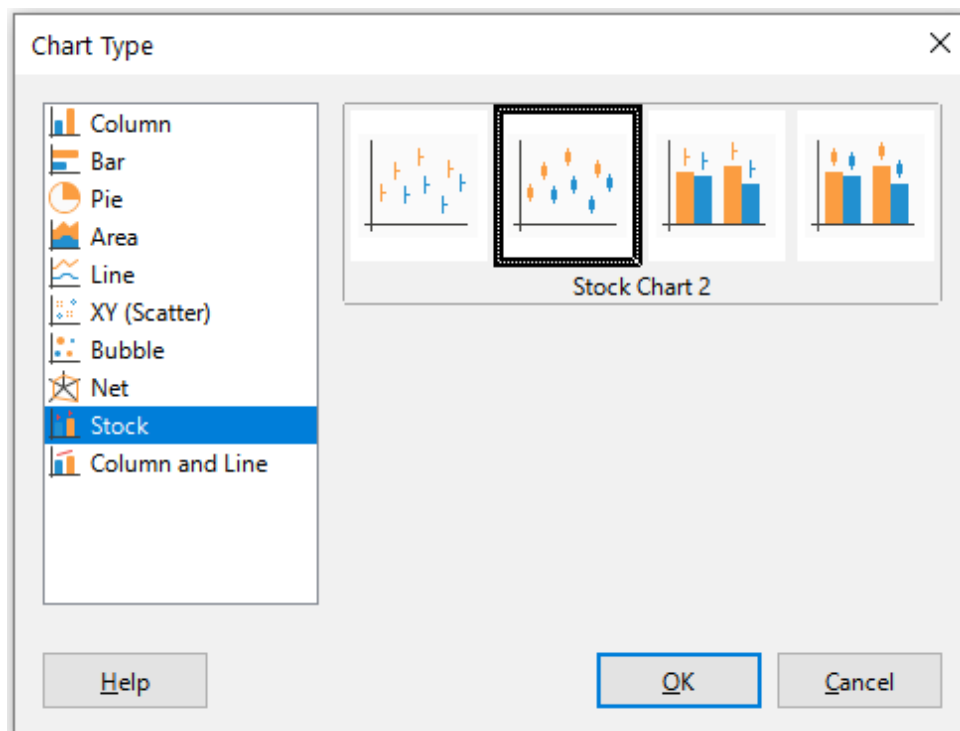 Chart Type
Column
Bar
Pie
Area
Line
XY (Scatter)
Bubble
Net
Stock
Column and Line
Stock Chart 2
Help
OK
Cancel